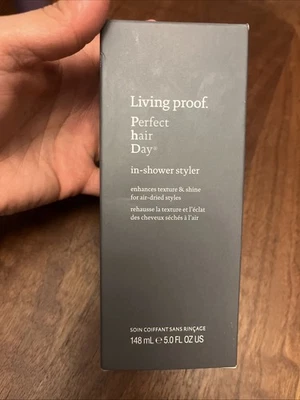 Living proof.
Perfect
hair
Day®
in-shower styler
enhances texture & shine
for air-dried styles
rehausse la texture et l'éclat
des cheveux séchés à l'air
SOIN COIFFANT SANS RINÇAGE
148 mL ℮ 5.0 FL OZ US